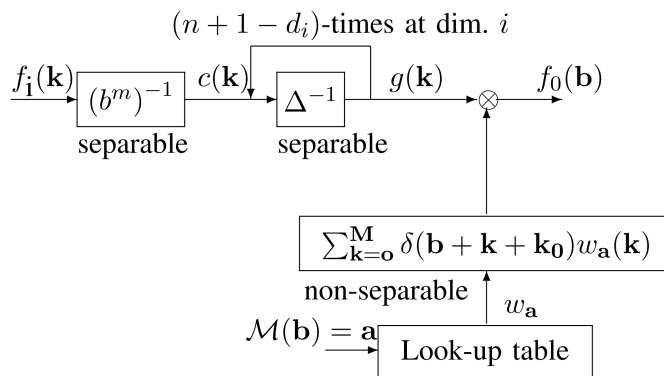 (n + 1 − d_i)-times at dim. i
f_𝐢(𝐤) (b^m)^{−1} c(𝐤) Δ^{−1} g(𝐤) ⊗ f_0(𝐛)
separable separable
∑_{𝐤=𝐨}^{𝐌} δ(𝐛 + 𝐤 + 𝐤_𝟎)w_𝐚(𝐤)
non-separable
w_𝐚
ℳ(𝐛) = 𝐚
Look-up table